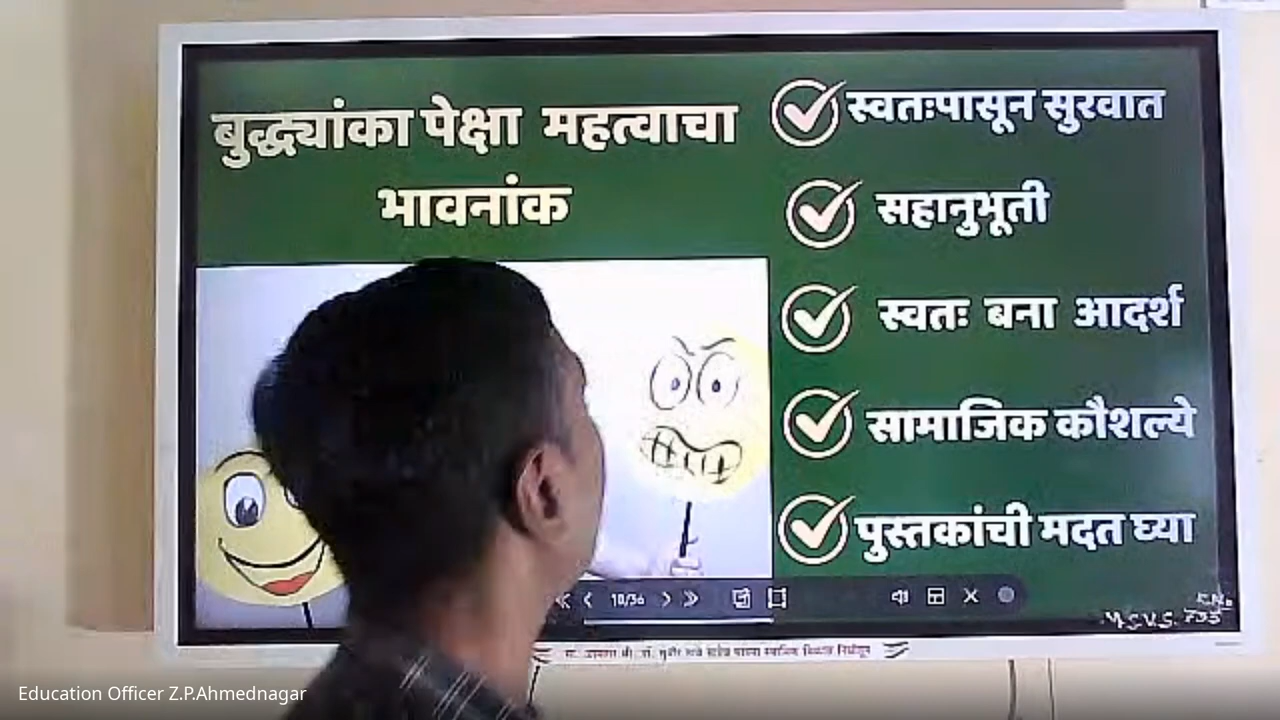 बुद्ध्यांका पेक्षा महत्वाचा
भावनांक
स्वतःपासून सुरवात
सहानुभूती
स्वतः बना आदर्श
सामाजिक कौशल्ये
पुस्तकांची मदत घ्या
10/36
Education Officer Z.P.Ahmednagar